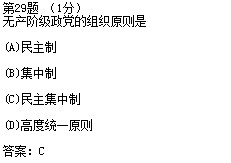 第29题 (1分)
无产阶级政党的组织原则是
(A)民主制
(B)集中制
(C)民主集中制
(D)高度统一原则
答案：C